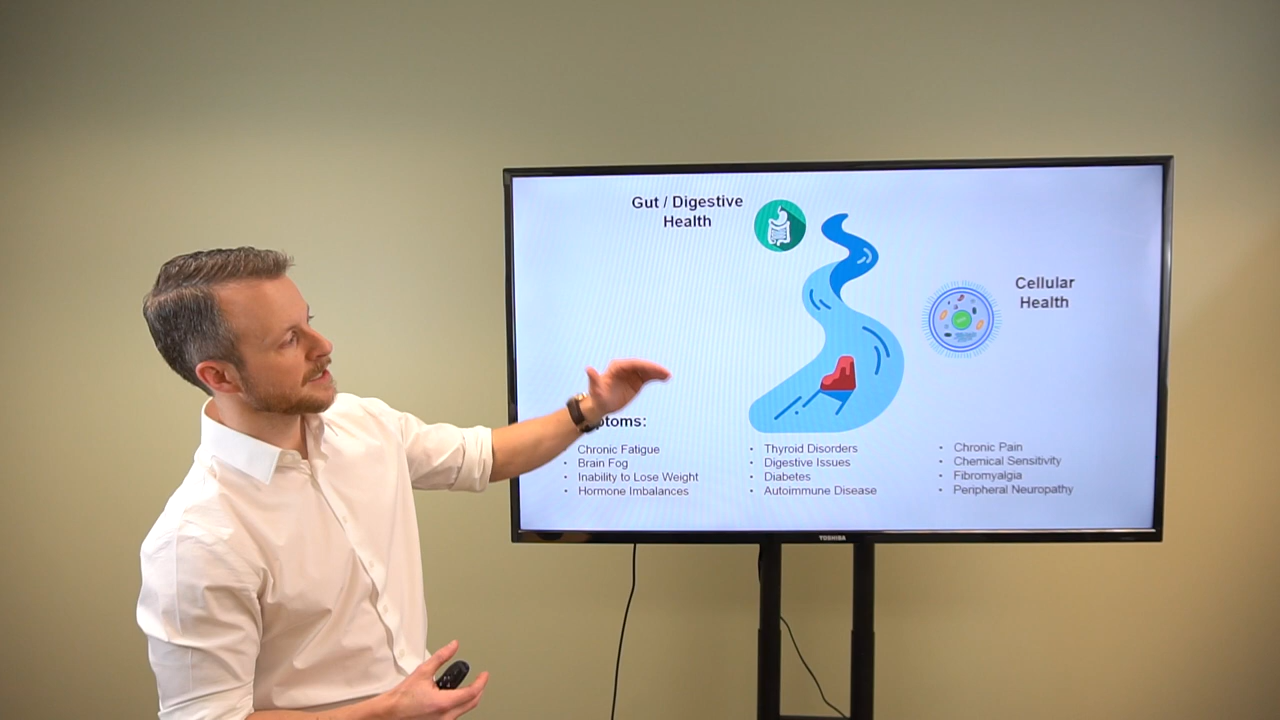 Gut / Digestive
Health
Cellular
Health
ptoms:
Chronic Fatigue
• Brain Fog
• Inability to Lose Weight
• Hormone Imbalances
• Thyroid Disorders
• Digestive Issues
• Diabetes
• Autoimmune Disease
• Chronic Pain
• Chemical Sensitivity
• Fibromyalgia
• Peripheral Neuropathy
TOSHIBA